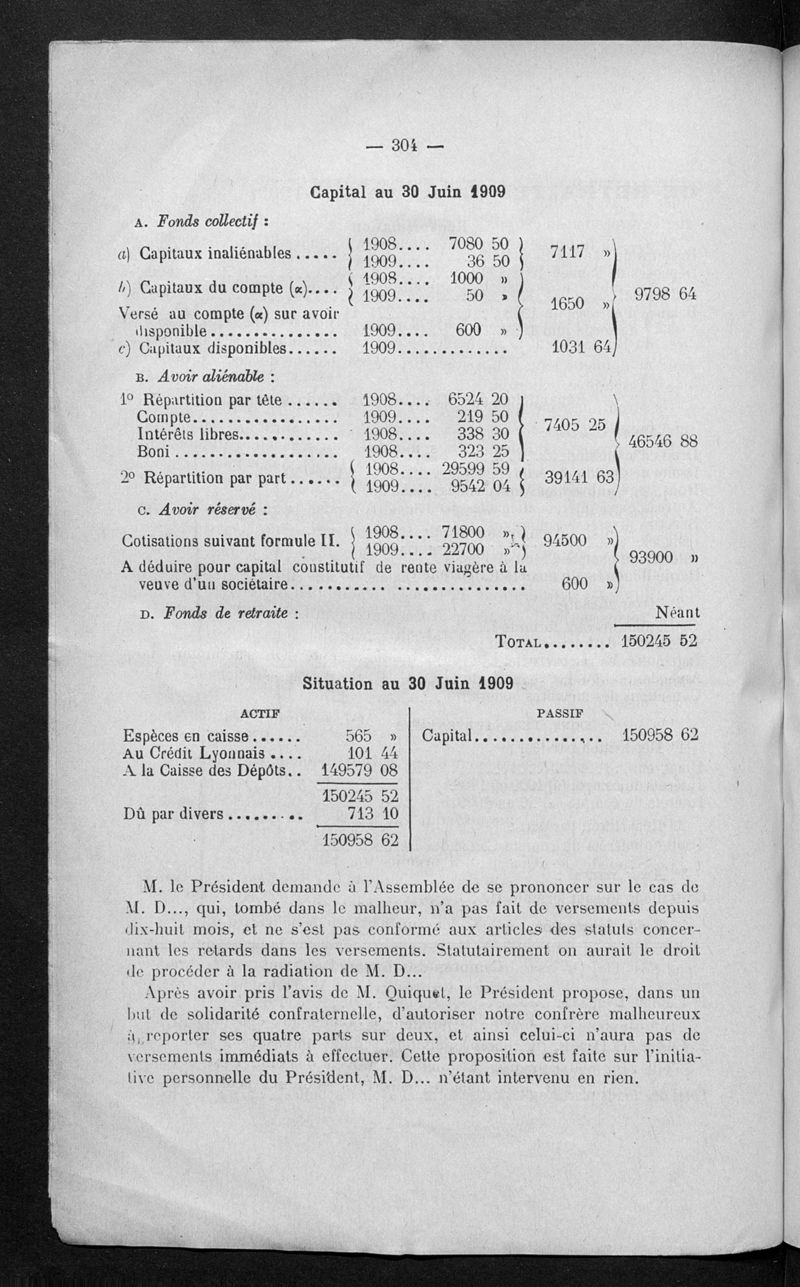 — 304 —
Capital au 30 Juin 1909
A. Fonds collectif :
a) Capitaux inaliénables ..... { 1908.... 7080 50 } 7117 »
1909.... 36 50
b) Capitaux du compte (α).... { 1908.... 1000 »
1909.... 50 » 1650 » 9798 64
Versé au compte (α) sur avoir
disponible............... 1909.... 600 »
c) Capitaux disponibles...... 1909............. 1031 64
B. Avoir aliénable :
1º Répartition par tête ...... 1908.... 6524 20
Compte................. 1909.... 219 50 7405 25
Intérêts libres............ 1908.... 338 30 46546 88
Boni ................... 1908.... 323 25
2º Répartition par part...... { 1908.... 29599 59 } 39141 63
1909.... 9542 04
C. Avoir réservé :
Cotisations suivant formule II. { 1908.... 71800 » } 94500 »
1909.... 22700 » 93900 »
A déduire pour capital constitutif de rente viagère à la
veuve d'un sociétaire........................... 600 »
D. Fonds de retraite : Néant
TOTAL........ 150245 52
Situation au 30 Juin 1909
ACTIF PASSIF
Espèces en caisse...... 565 » Capital................ 150958 62
Au Crédit Lyonnais .... 101 44
A la Caisse des Dépôts.. 149579 08
150245 52
Dû par divers ......... 713 10
150958 62
M. le Président demande à l'Assemblée de se prononcer sur le cas de
M. D..., qui, tombé dans le malheur, n'a pas fait de versements depuis
dix-huit mois, et ne s'est pas conformé aux articles des statuts concer-
nant les retards dans les versements. Statutairement on aurait le droit
de procéder à la radiation de M. D...
Après avoir pris l'avis de M. Quiquet, le Président propose, dans un
but de solidarité confraternelle, d'autoriser notre confrère malheureux
à reporter ses quatre parts sur deux, et ainsi celui-ci n'aura pas de
versements immédiats à effectuer. Cette proposition est faite sur l'initia-
tive personnelle du Président, M. D... n'étant intervenu en rien.